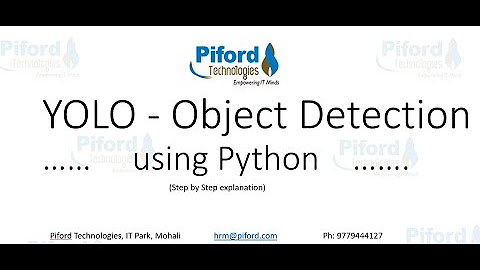 Piford
Technologies
Empowering IT Minds
YOLO - Object Detection
...... using Python .......
(Step by Step explanation)
Piford Technologies, IT Park, Mohali hrm@piford.com Ph: 9779444127